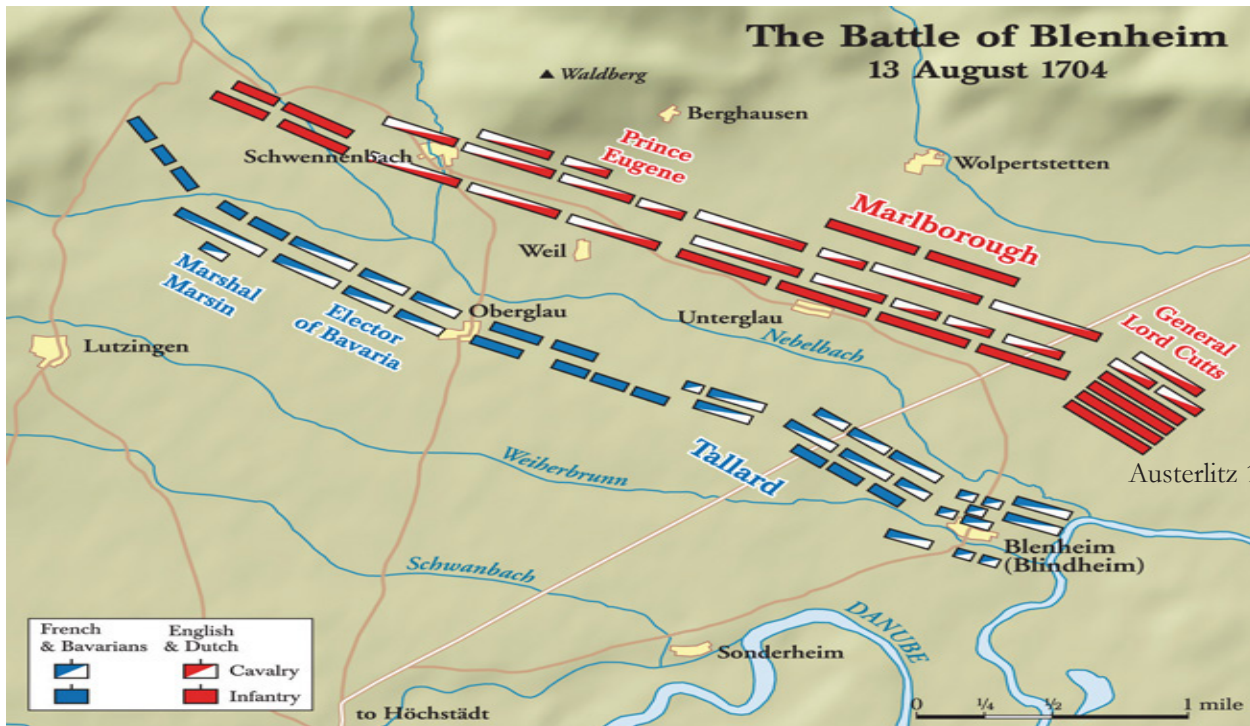 The Battle of Blenheim
13 August 1704
Waldberg
Berghausen
Prince
Eugene
Schwennenbach
Wolpertstetten
Marlborough
Weil
Marshal
Marsin
Elector
of Bavaria
Oberglau
Unterglau
Nebelbach
General
Lord Cutts
Lutzingen
Tallard
Weiherbrunn
Austerlitz
Blenheim
(Blindheim)
Schwanbach
DANUBE
Sonderheim
French
& Bavarians
English
& Dutch
Cavalry
Infantry
to Höchstädt
0 ¼ ½ 1 mile